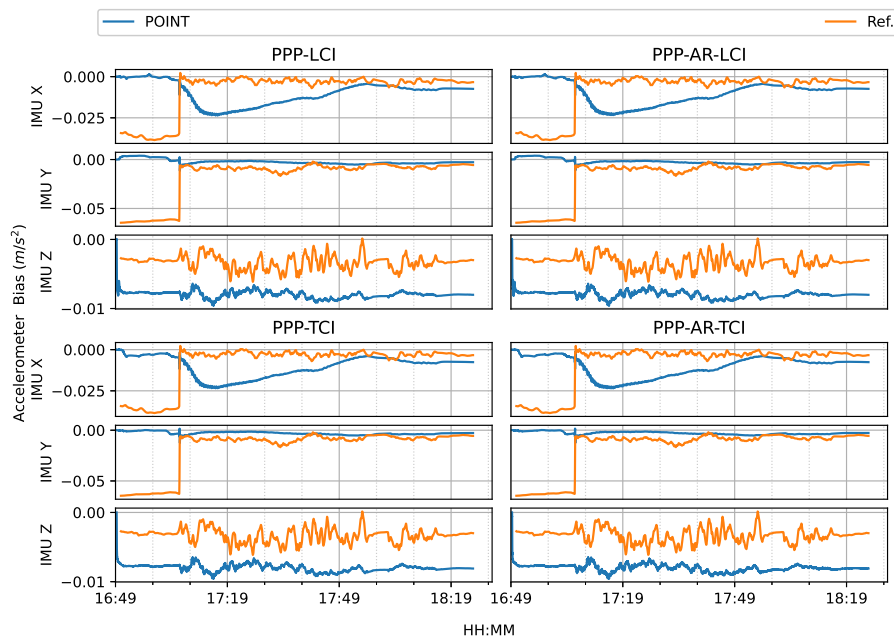 POINT Ref.
PPP-LCI PPP-AR-LCI
IMU X 0.000 −0.025
IMU Y 0.00 −0.05
IMU Z 0.00 −0.01
Accelerometer Bias (m/s²)
PPP-TCI PPP-AR-TCI
IMU X 0.000 −0.025
IMU Y 0.00 −0.05
IMU Z 0.00 −0.01
16:49 17:19 17:49 18:19 16:49 17:19 17:49 18:19
HH:MM